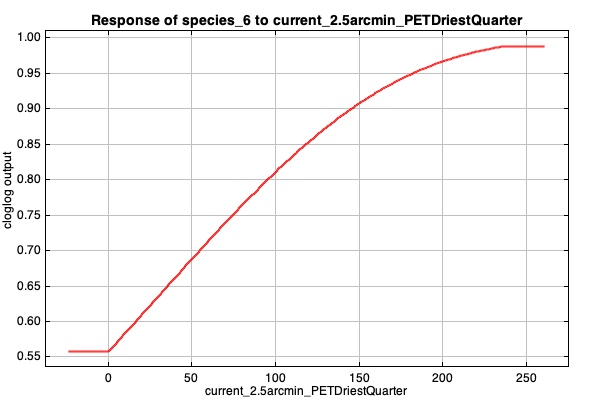 Response of species_6 to current_2.5arcmin_PETDriestQuarter
1.00
0.95
0.90
0.85
0.80
0.75
0.70
0.65
0.60
0.55
cloglog output
0 50 100 150 200 250
current_2.5arcmin_PETDriestQuarter